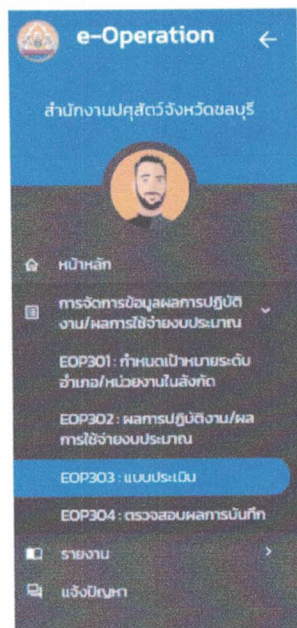 e-Operation
สำนักงานปศุสัตว์จังหวัดชลบุรี
หน้าหลัก
การจัดการข้อมูลผลการปฏิบัติ
งาน/ผลการใช้จ่ายงบประมาณ
EOP301 : กำหนดเป้าหมายระดับ
อำเภอ/หน่วยงานในสังกัด
EOP302 : ผลการปฏิบัติงาน/ผล
การใช้จ่ายงบประมาณ
EOP303 : แบบประเมิน
EOP304 : ตรวจสอบผลการบันทึก
รายงาน
แจ้งปัญหา